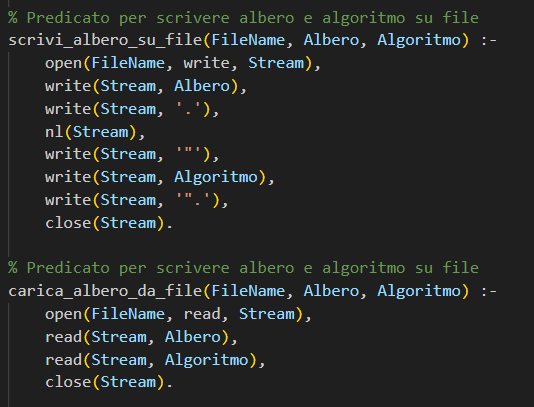 % Predicato per scrivere albero e algoritmo su file
scrivi_albero_su_file(FileName, Albero, Algoritmo) :-
    open(FileName, write, Stream),
    write(Stream, Albero),
    write(Stream, '.'),
    nl(Stream),
    write(Stream, '"'),
    write(Stream, Algoritmo),
    write(Stream, '".'),
    close(Stream).

% Predicato per scrivere albero e algoritmo su file
carica_albero_da_file(FileName, Albero, Algoritmo) :-
    open(FileName, read, Stream),
    read(Stream, Albero),
    read(Stream, Algoritmo),
    close(Stream).